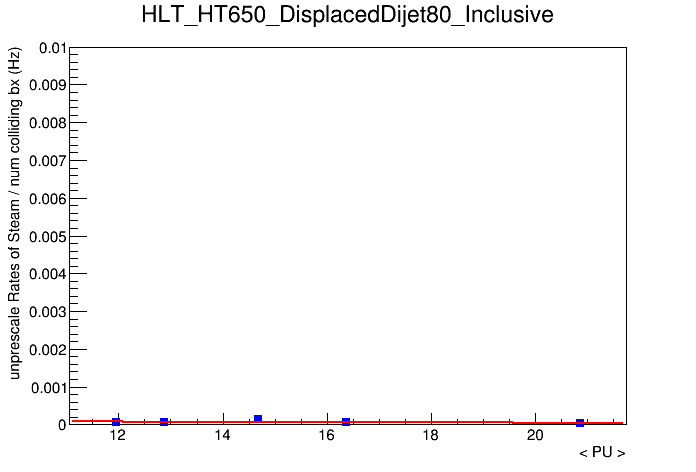 HLT_HT650_DisplacedDijet80_Inclusive
unprescale Rates of Steam / num colliding bx (Hz)
0.01
0.009
0.008
0.007
0.006
0.005
0.004
0.003
0.002
0.001
0
12 14 16 18 20
< PU >